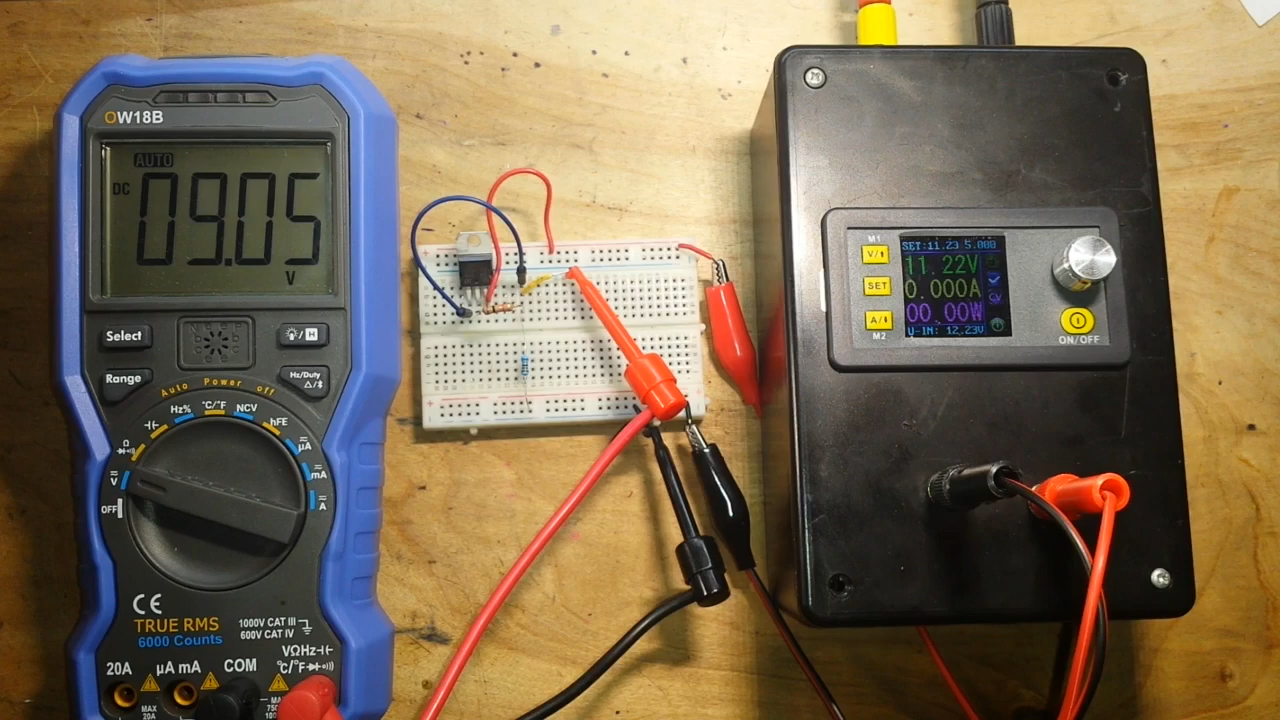 OW18B
AUTO
DC 09.05
V
Select
Range
Hz/Duty
Auto Power off
Hz%
°C/°F
NCV
hFE
Ω
μA
mA
V
A
OFF
CE
TRUE RMS
6000 Counts
1000V CAT III
600V CAT IV
20A
μA mA
COM
VΩHz
°C/°F
MAX
20A
MAX
M1
V/
SET
A/
M2
SET:11.23 5.000
11.22V
0.000A
00.00W
U-IN: 12.23V
ON/OFF